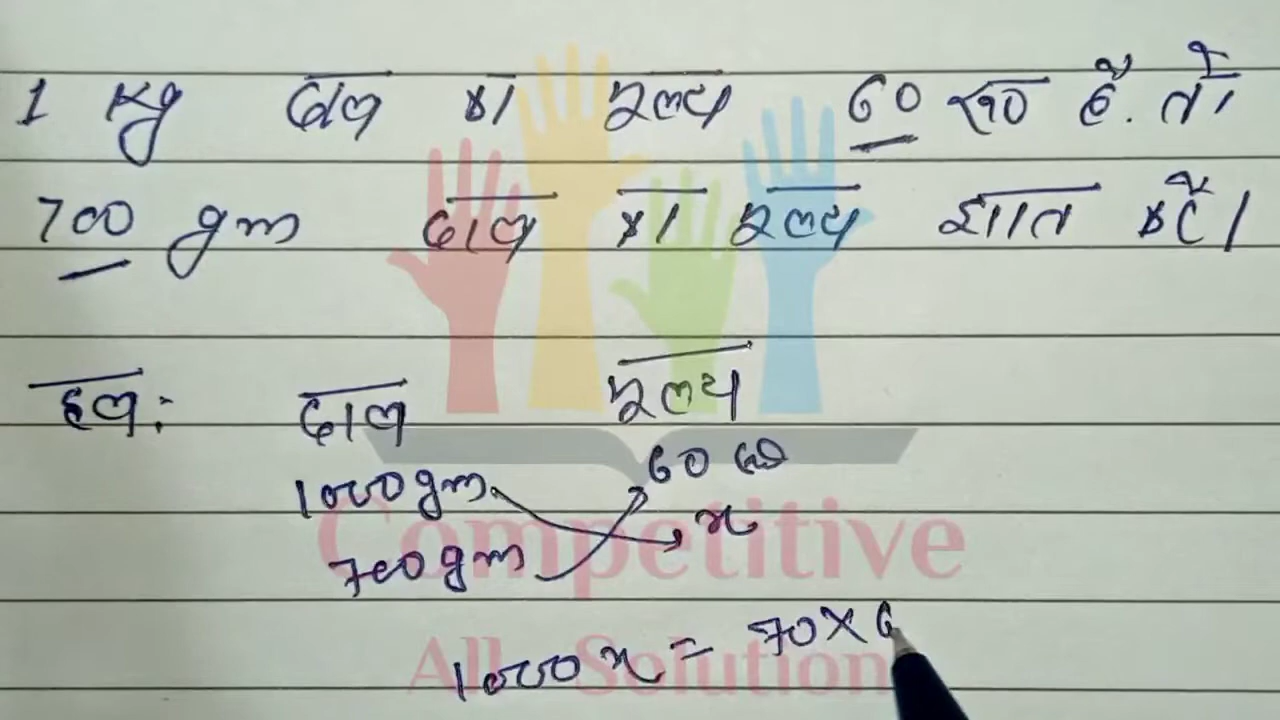 1 Kg दाल का मूल्य 60 रू० है. तो
700 gm दाल का मूल्य ज्ञात करें।
हल: दाल मूल्य
1000gm 60 रू
700gm x
1000x = 70×6
Competitive
All Solution